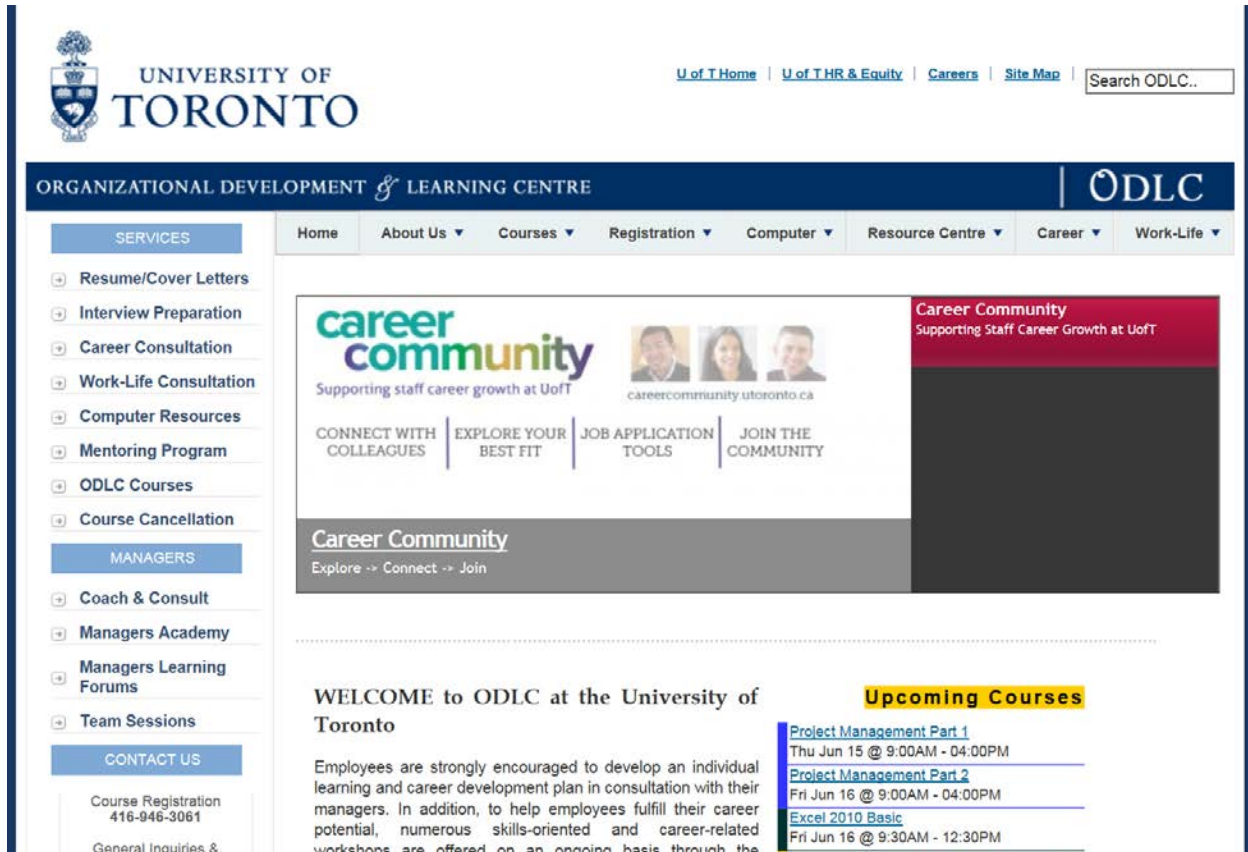 UNIVERSITY OF
TORONTO
U of T Home | U of T HR & Equity | Careers | Site Map |
Search ODLC..
ORGANIZATIONAL DEVELOPMENT & LEARNING CENTRE
| ODLC
Home
About Us ▼
Courses ▼
Registration ▼
Computer ▼
Resource Centre ▼
Career ▼
Work-Life ▼
SERVICES
Resume/Cover Letters
Interview Preparation
Career Consultation
Work-Life Consultation
Computer Resources
Mentoring Program
ODLC Courses
Course Cancellation
MANAGERS
Coach & Consult
Managers Academy
Managers Learning
Forums
Team Sessions
CONTACT US
Course Registration
416-946-3061
General Inquiries &
career
community
Supporting staff career growth at UofT
careercommunity.utoronto.ca
CONNECT WITH
COLLEAGUES
EXPLORE YOUR
BEST FIT
JOB APPLICATION
TOOLS
JOIN THE
COMMUNITY
Career Community
Explore -> Connect -> Join
Career Community
Supporting Staff Career Growth at UofT
WELCOME to ODLC at the University of
Toronto
Employees are strongly encouraged to develop an individual
learning and career development plan in consultation with their
managers. In addition, to help employees fulfill their career
potential, numerous skills-oriented and career-related
workshops are offered on an ongoing basis through the
Upcoming Courses
Project Management Part 1
Thu Jun 15 @ 9:00AM - 04:00PM
Project Management Part 2
Fri Jun 16 @ 9:00AM - 04:00PM
Excel 2010 Basic
Fri Jun 16 @ 9:30AM - 12:30PM